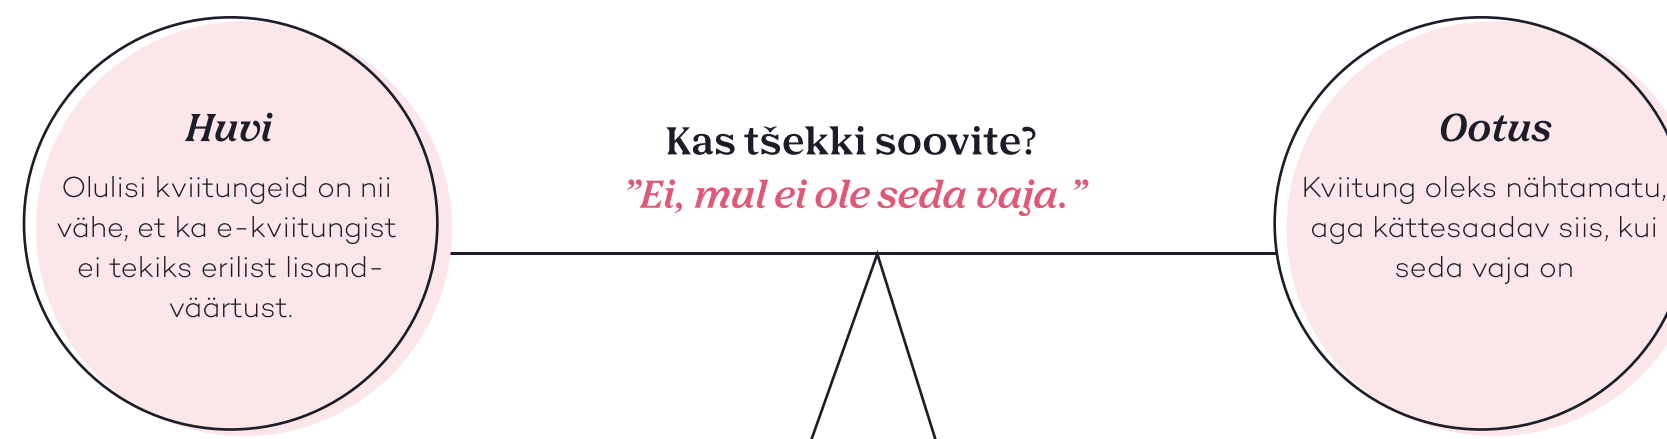 Huvi
Olulisi kviitungeid on nii
vähe, et ka e-kviitungist
ei tekiks erilist lisand-
väärtust.
Kas tšekki soovite?
”Ei, mul ei ole seda vaja.”
Ootus
Kviitung oleks nähtamatu,
aga kättesaadav siis, kui
seda vaja on